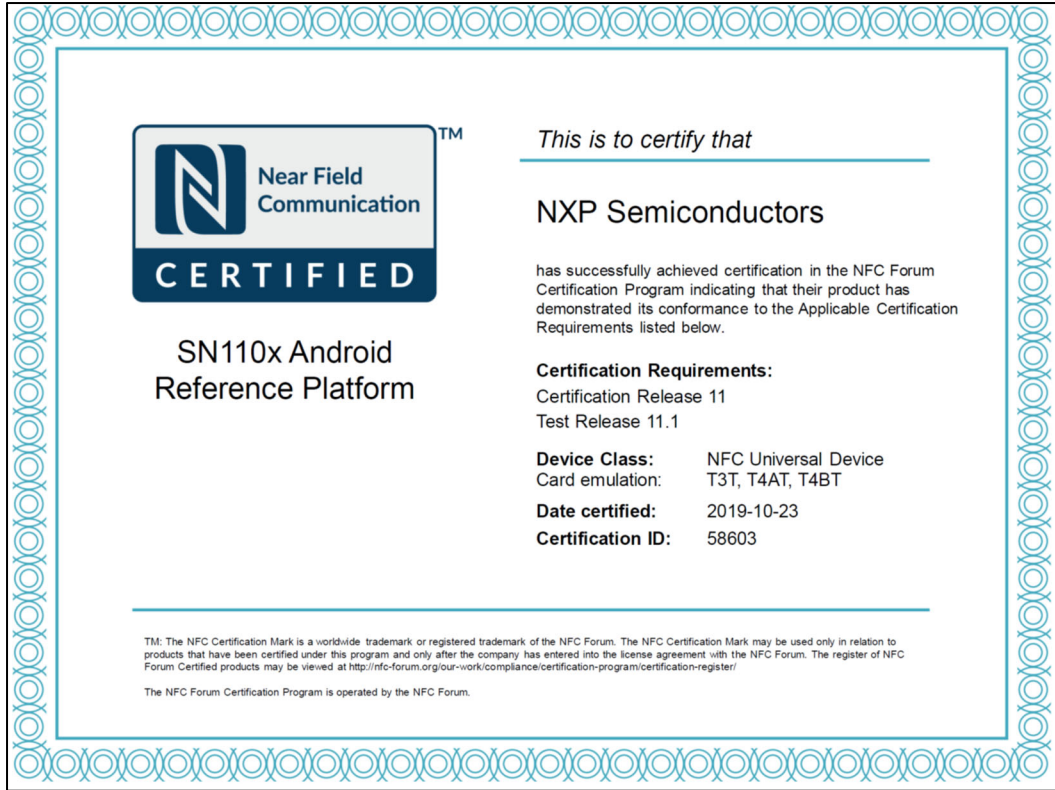 Near Field
Communication
TM
CERTIFIED
SN110x Android
Reference Platform
This is to certify that
NXP Semiconductors
has successfully achieved certification in the NFC Forum
Certification Program indicating that their product has
demonstrated its conformance to the Applicable Certification
Requirements listed below.
Certification Requirements:
Certification Release 11
Test Release 11.1
Device Class: NFC Universal Device
Card emulation: T3T, T4AT, T4BT
Date certified: 2019-10-23
Certification ID: 58603
TM: The NFC Certification Mark is a worldwide trademark or registered trademark of the NFC Forum. The NFC Certification Mark may be used only in relation to
products that have been certified under this program and only after the company has entered into the license agreement with the NFC Forum. The register of NFC
Forum Certified products may be viewed at http://nfc-forum.org/our-work/compliance/certification-program/certification-register/
The NFC Forum Certification Program is operated by the NFC Forum.